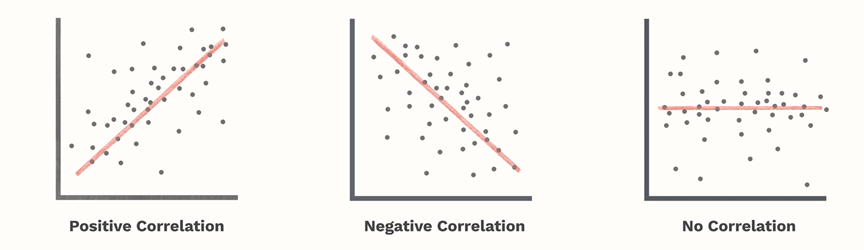 Positive Correlation
Negative Correlation
No Correlation